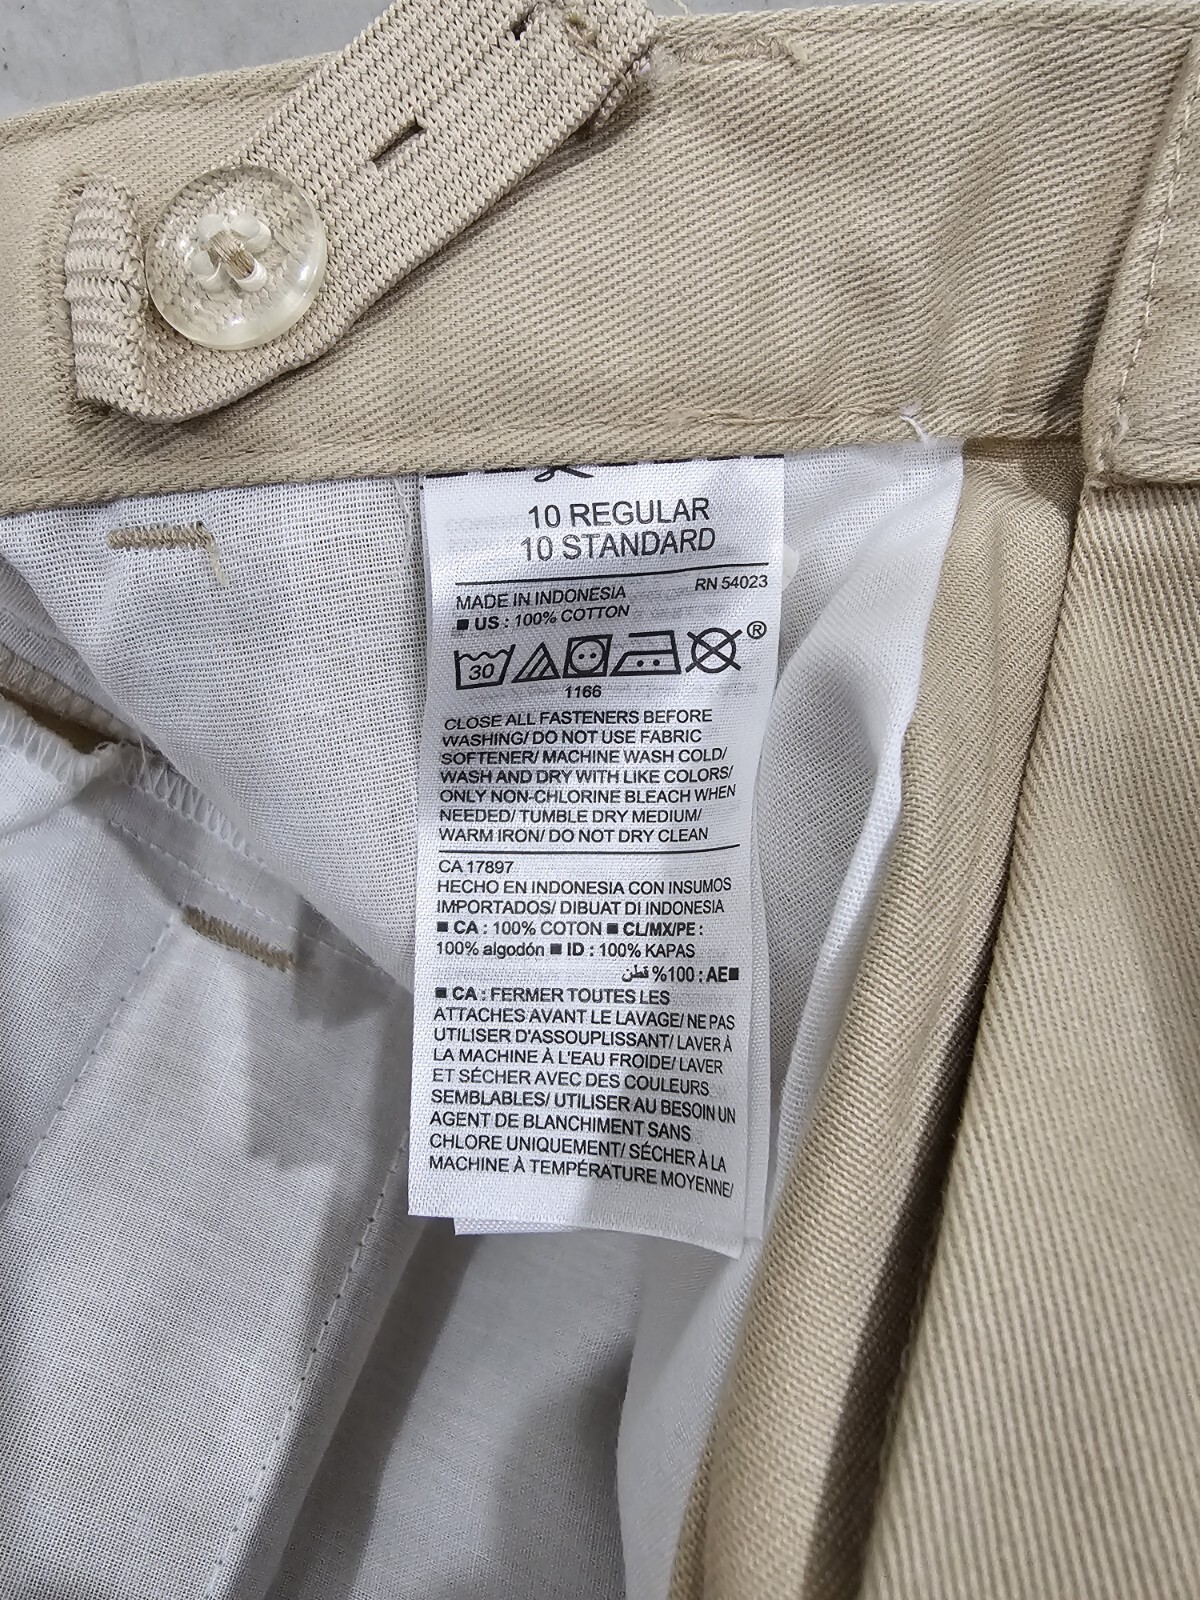 10 REGULAR
10 STANDARD
MADE IN INDONESIA RN 54023
■ US : 100% COTTON
30 ®
1166
CLOSE ALL FASTENERS BEFORE
WASHING/ DO NOT USE FABRIC
SOFTENER/ MACHINE WASH COLD/
WASH AND DRY WITH LIKE COLORS/
ONLY NON-CHLORINE BLEACH WHEN
NEEDED/ TUMBLE DRY MEDIUM/
WARM IRON/ DO NOT DRY CLEAN
CA 17897
HECHO EN INDONESIA CON INSUMOS
IMPORTADOS/ DIBUAT DI INDONESIA
■ CA : 100% COTON ■ CL/MX/PE :
100% algodón ■ ID : 100% KAPAS
■AE : 100% قطن
■ CA : FERMER TOUTES LES
ATTACHES AVANT LE LAVAGE/ NE PAS
UTILISER D'ASSOUPLISSANT/ LAVER À
LA MACHINE À L'EAU FROIDE/ LAVER
ET SÉCHER AVEC DES COULEURS
SEMBLABLES/ UTILISER AU BESOIN UN
AGENT DE BLANCHIMENT SANS
CHLORE UNIQUEMENT/ SÉCHER À LA
MACHINE À TEMPÉRATURE MOYENNE/